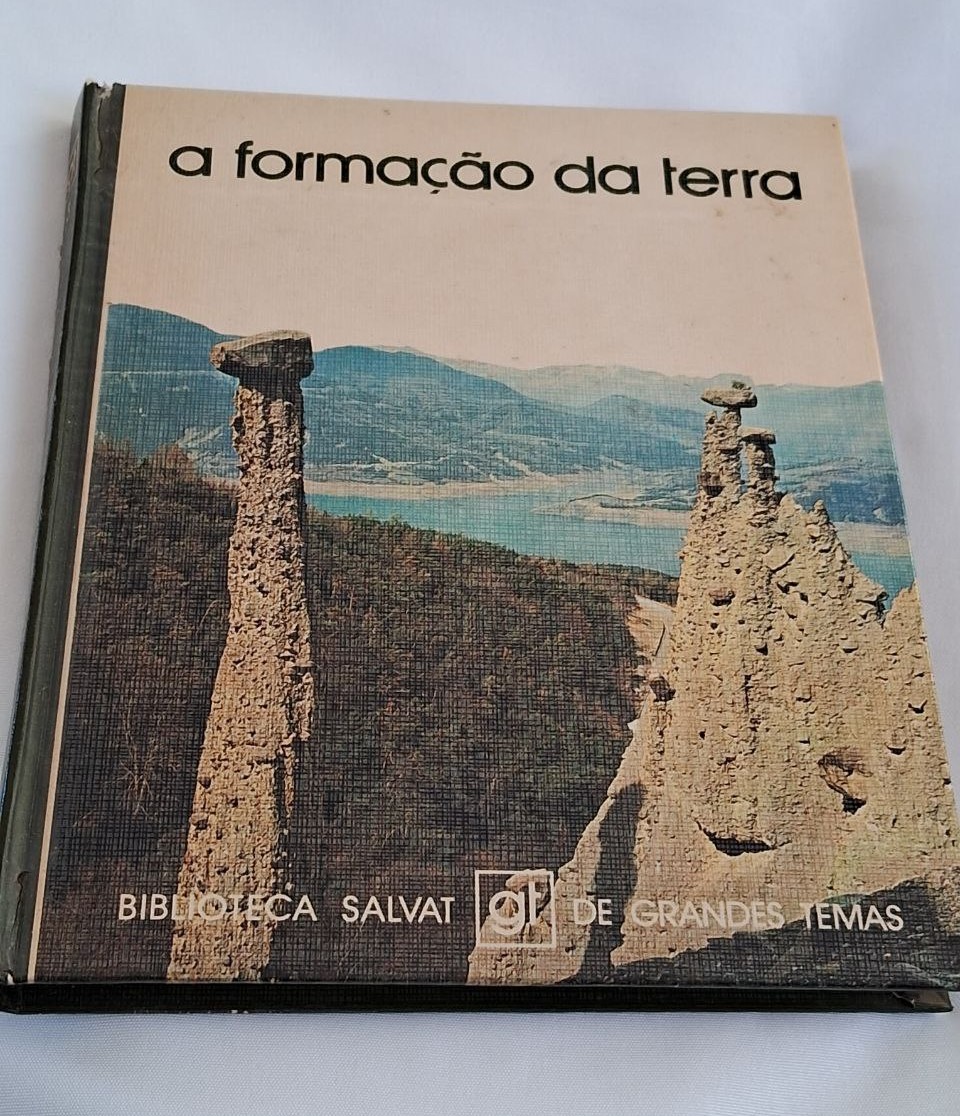 a formação da terra
BIBLIOTECA SALVAT gt DE GRANDES TEMAS